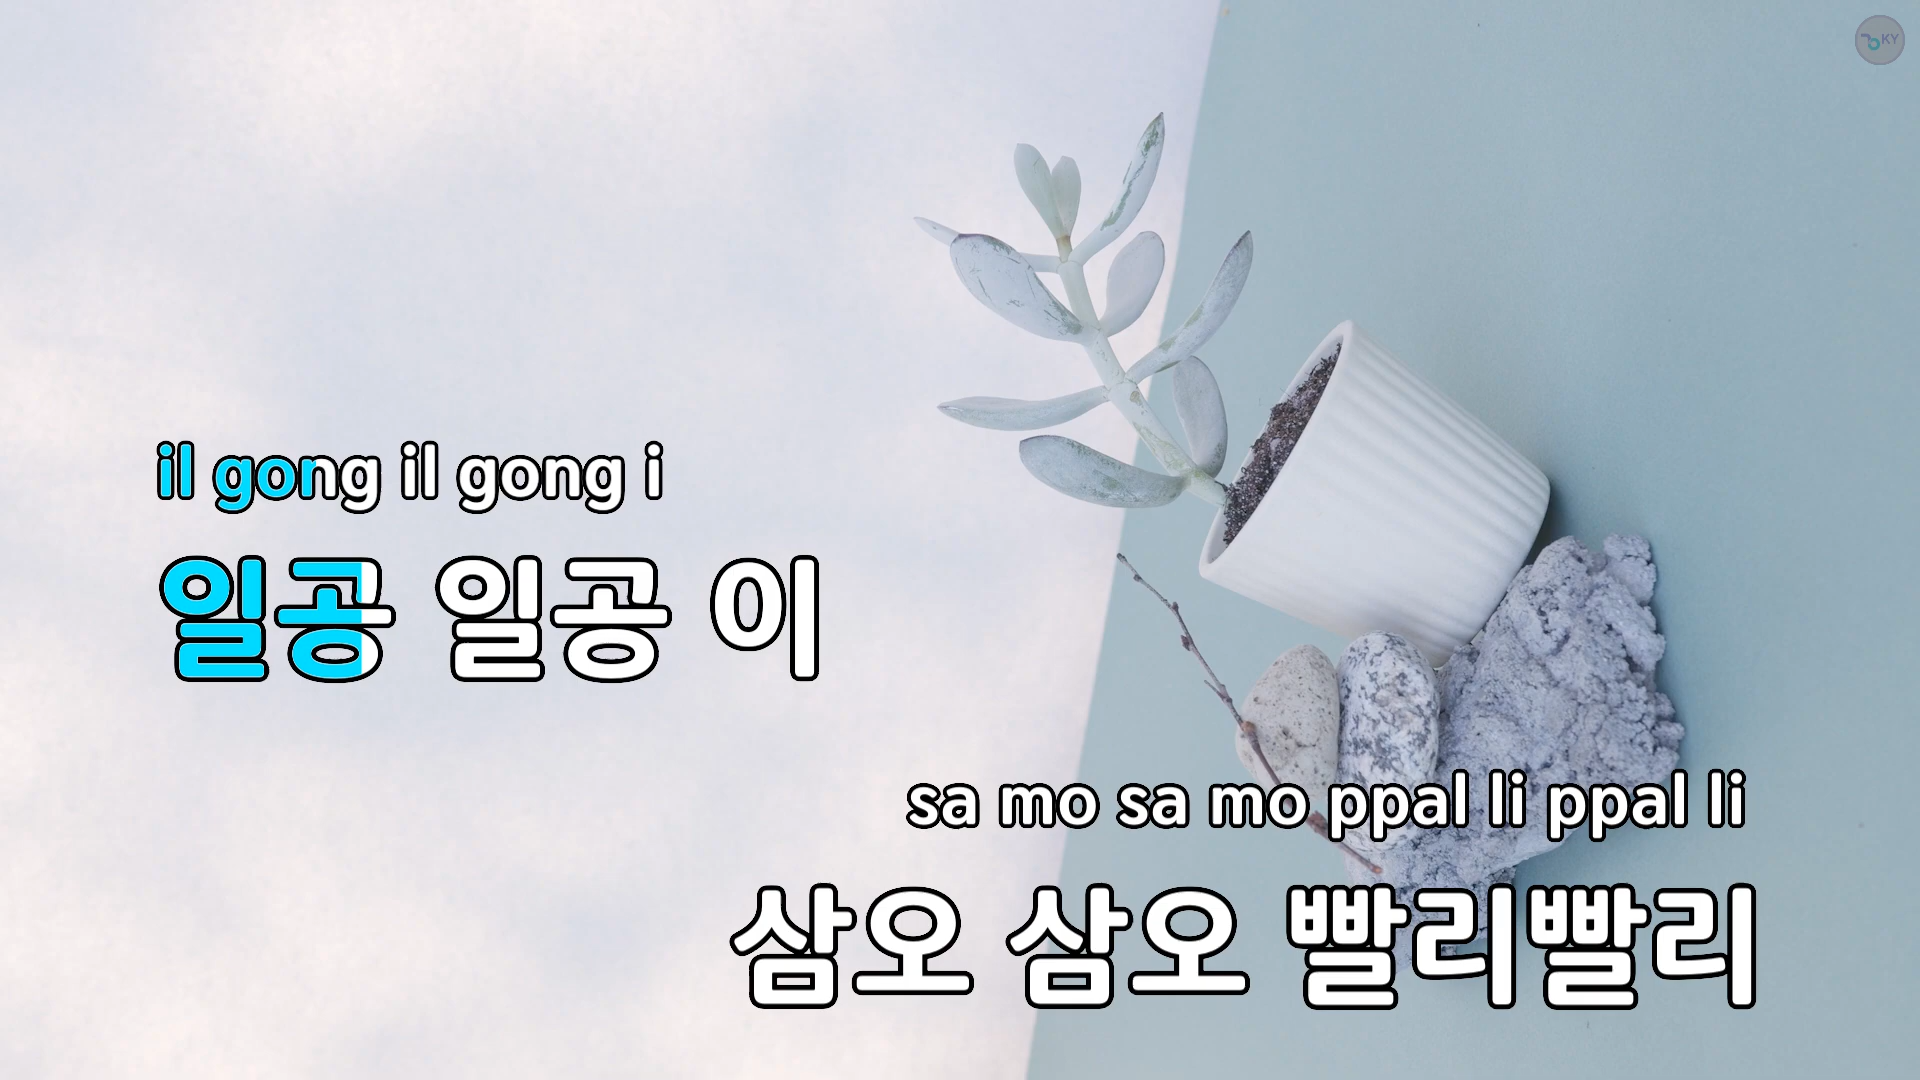 KY
il gong il gong i
일공 일공 이
sa mo sa mo ppal li ppal li
삼오 삼오 빨리빨리